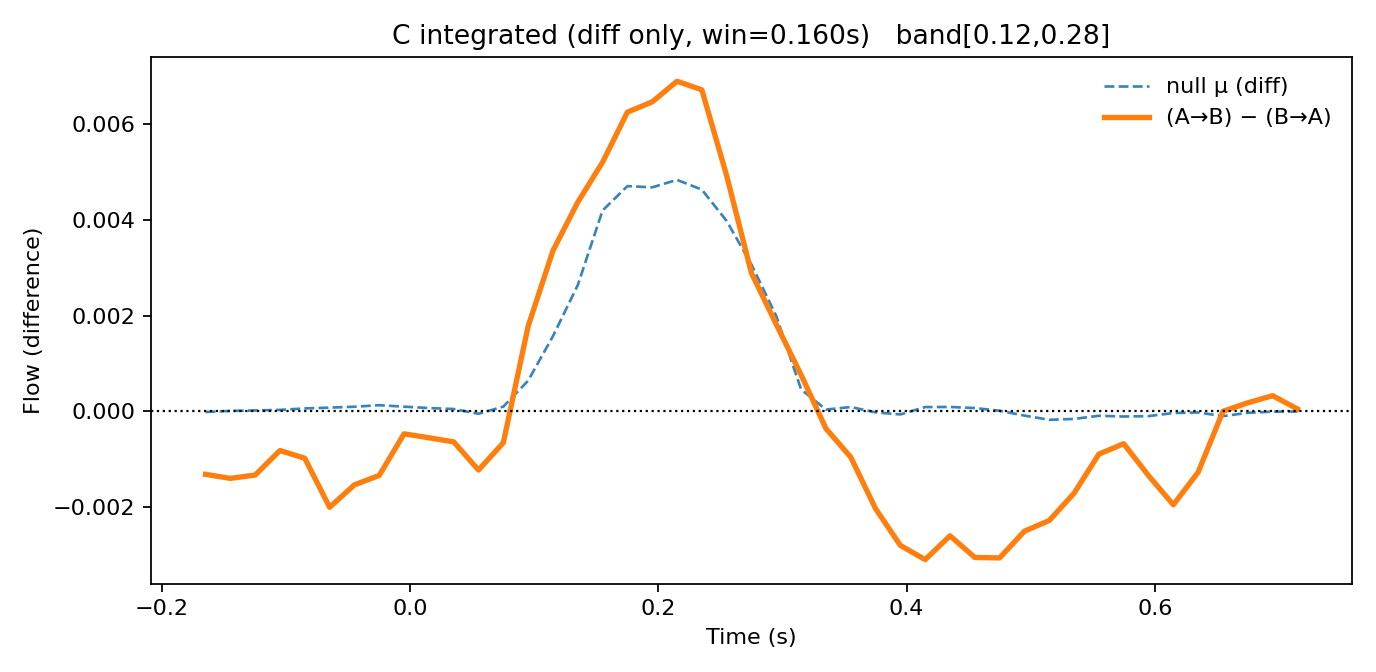 C integrated (diff only, win=0.160s)   band[0.12,0.28]
null μ (diff)
(A→B) − (B→A)
Flow (difference)
0.006
0.004
0.002
0.000
−0.002
−0.2
0.0
0.2
0.4
0.6
Time (s)